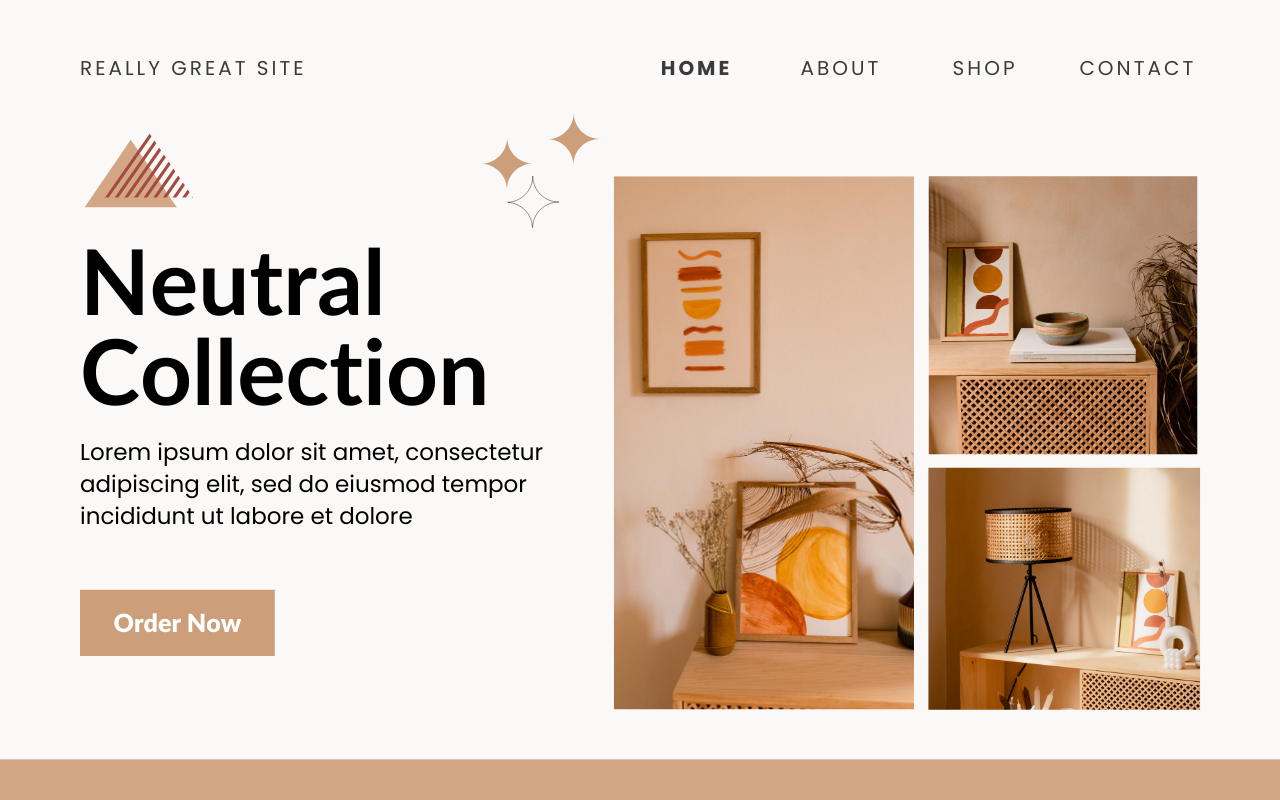 REALLY GREAT SITE
HOME
ABOUT
SHOP
CONTACT
Neutral
Collection
Lorem ipsum dolor sit amet, consectetur
adipiscing elit, sed do eiusmod tempor
incididunt ut labore et dolore
Order Now